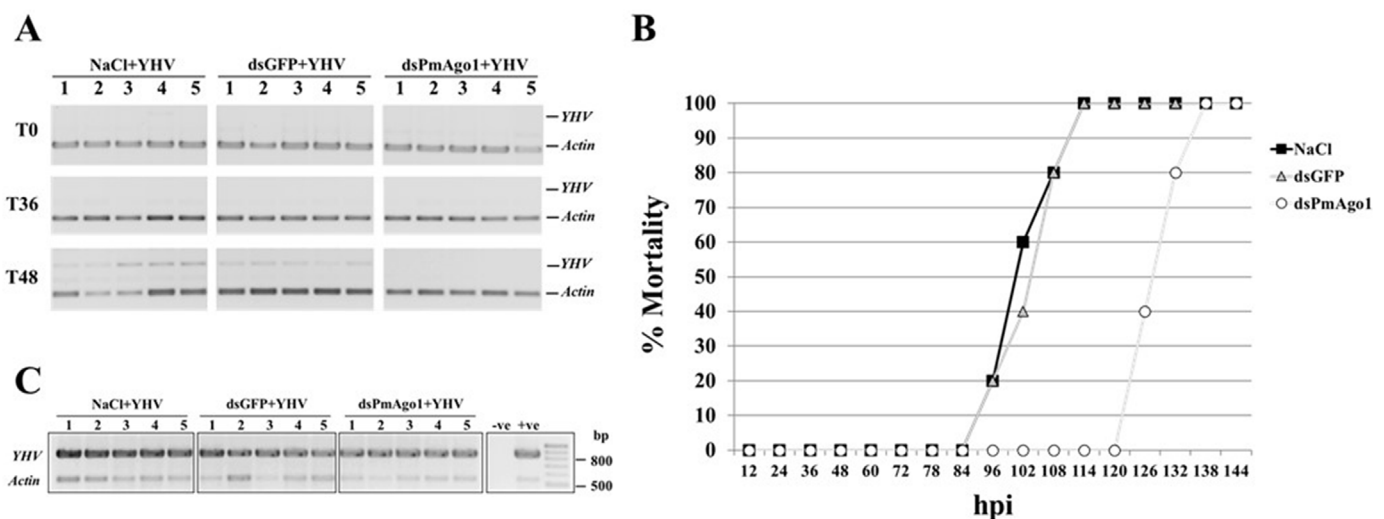 A
NaCl+YHV dsGFP+YHV dsPmAgo1+YHV
1 2 3 4 5 1 2 3 4 5 1 2 3 4 5
T0
YHV
Actin
T36
YHV
Actin
T48
YHV
Actin
B
% Mortality
100
90
80
70
60
50
40
30
20
10
0
12 24 36 48 60 72 78 84 96 102 108 114 120 126 132 138 144
hpi
NaCl
dsGFP
dsPmAgo1
C
NaCl+YHV dsGFP+YHV dsPmAgo1+YHV
1 2 3 4 5 1 2 3 4 5 1 2 3 4 5 -ve +ve
bp
YHV
800
Actin
500